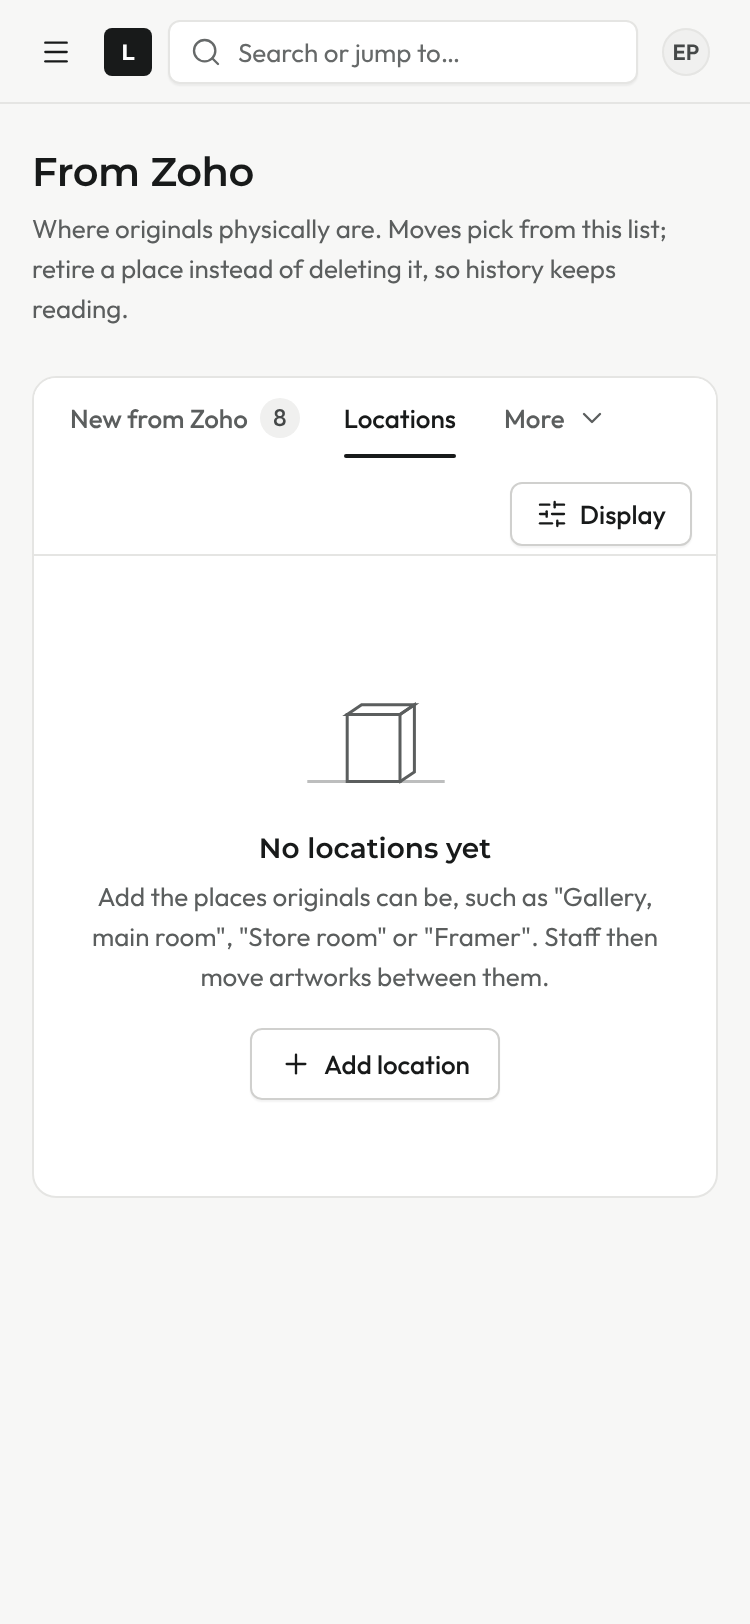 L
Search or jump to...
EP
From Zoho
Where originals physically are. Moves pick from this list;
retire a place instead of deleting it, so history keeps
reading.
New from Zoho 8
Locations
More
Display
No locations yet
Add the places originals can be, such as "Gallery,
main room", "Store room" or "Framer". Staff then
move artworks between them.
Add location